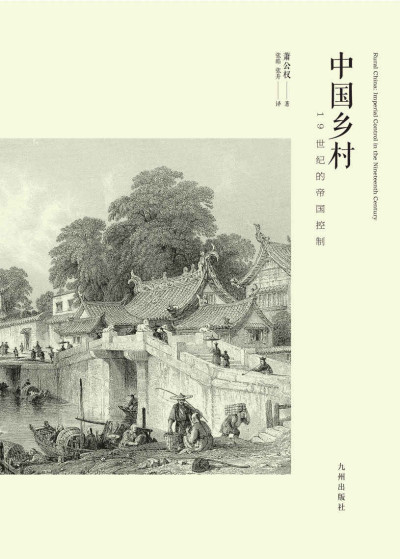 中国乡村
19世纪的帝国控制
Rural China: Imperial Control in the Nineteenth Century
萧公权——著
张皓 张升——译
九州出版社